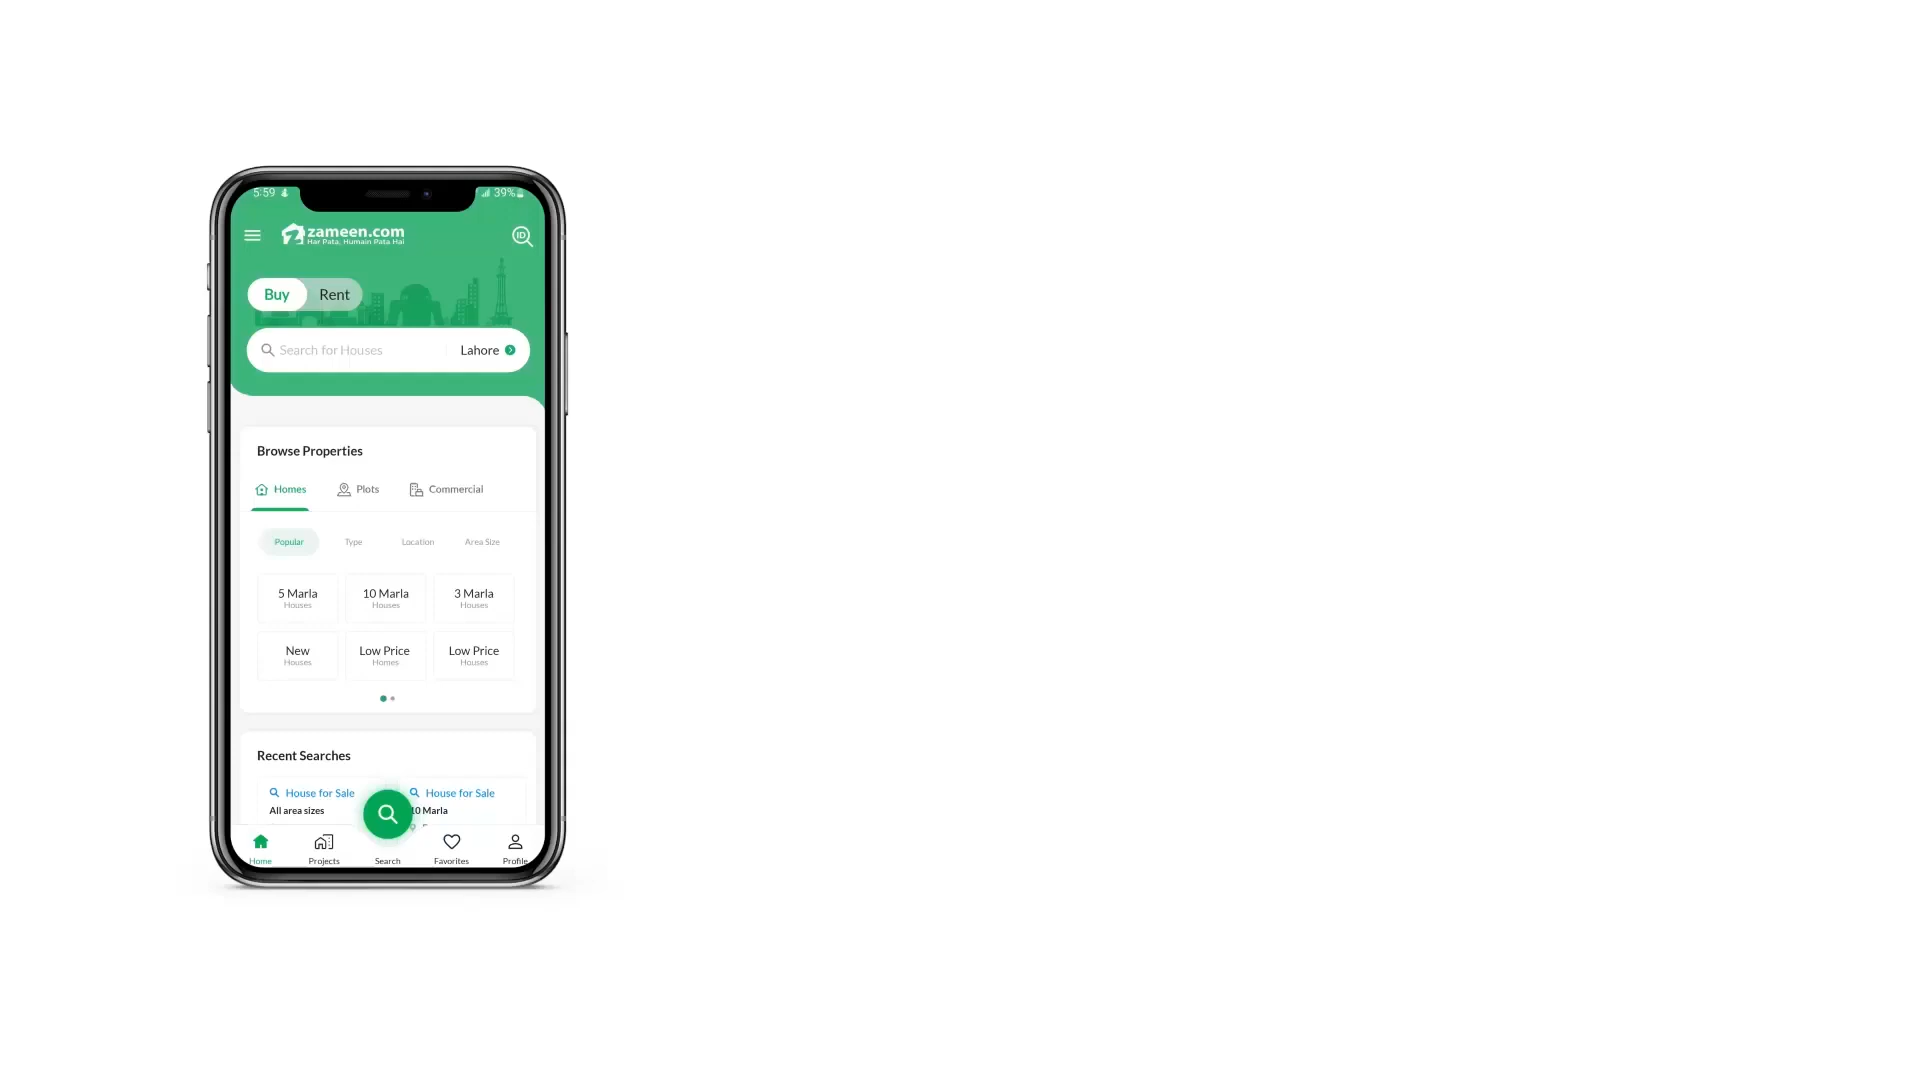 5:59
39%
zameen.com
Har Pata, Humain Pata Hai
ID
Buy Rent
Search for Houses Lahore
Browse Properties
Homes Plots Commercial
Popular Type Location Area Size
5 Marla 10 Marla 3 Marla
Houses Houses Houses
New Low Price Low Price
Houses Homes Houses
Recent Searches
House for Sale House for Sale
All area sizes 10 Marla
Home Projects Search Favorites Profile